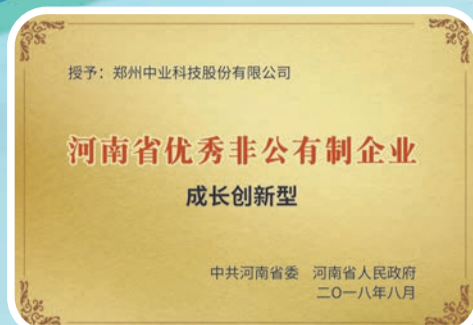 授予：郑州中业科技股份有限公司
河南省优秀非公有制企业
成长创新型
中共河南省委 河南省人民政府
二〇一八年八月